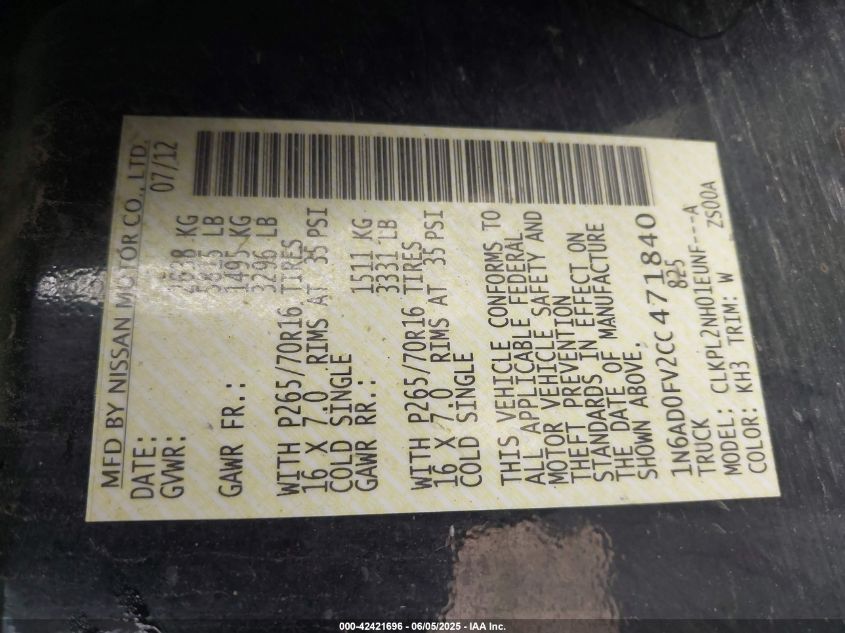 MFD BY NISSAN MOTOR CO., LTD.
DATE: 07/12
GVWR: KG
LB
GAWR FR.: 1495 KG
3296 LB
WITH P265/70R16 TIRES
16 X 7.0 RIMS AT 35 PSI
COLD SINGLE
GAWR RR.: 1511 KG
3331 LB
WITH P265/70R16 TIRES
16 X 7.0 RIMS AT 35 PSI
COLD SINGLE
THIS VEHICLE CONFORMS TO
ALL APPLICABLE FEDERAL
MOTOR VEHICLE SAFETY AND
THEFT PREVENTION
STANDARDS IN EFFECT ON
THE DATE OF MANUFACTURE
SHOWN ABOVE.
1N6AD0FV2CC471840
TRUCK 825
MODEL: CLKPL2NH01EUNF---A
COLOR: KH3 TRIM: W ZS00A
000-42421696 - 06/05/2025 - IAA Inc.